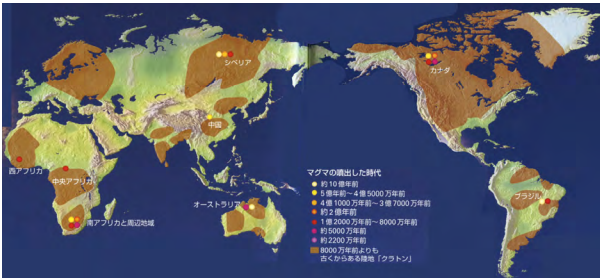 シベリア
カナダ
中国
西アフリカ
中央アフリカ
南アフリカと周辺地域
オーストラリア
ブラジル
マグマの噴出した時代
約10億年前
5億年前〜4億5000万年前
4億1000万年前〜3億7000万年前
約2億年前
1億2000万年前〜8000万年前
約5000万年前
約2200万年前
8000万年前よりも
古くからある陸地「クラトン」